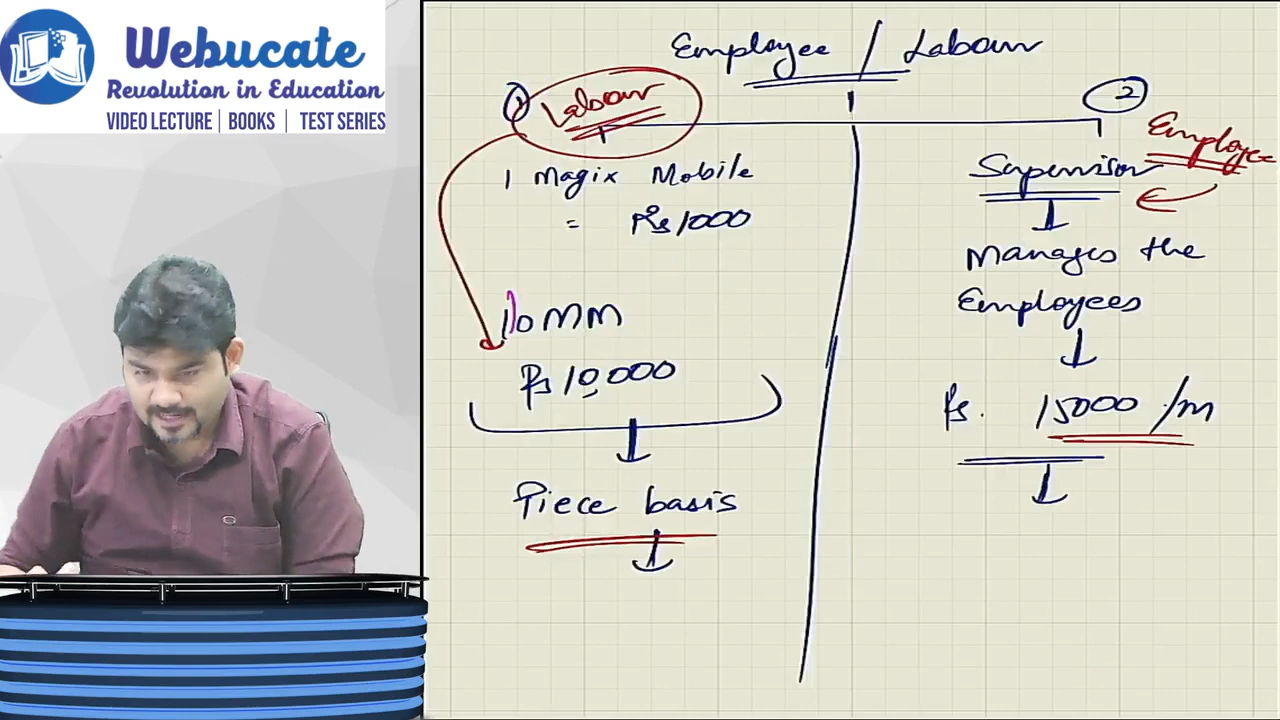 Webucate
Revolution in Education
VIDEO LECTURE | BOOKS | TEST SERIES
Employee / Labour
1 Labour
1 Magix Mobile
= Rs 1000
10 MM
Rs 10,000
Piece basis
2
Employee
Supervisor
Manages the
Employees
Rs. 15000 /m